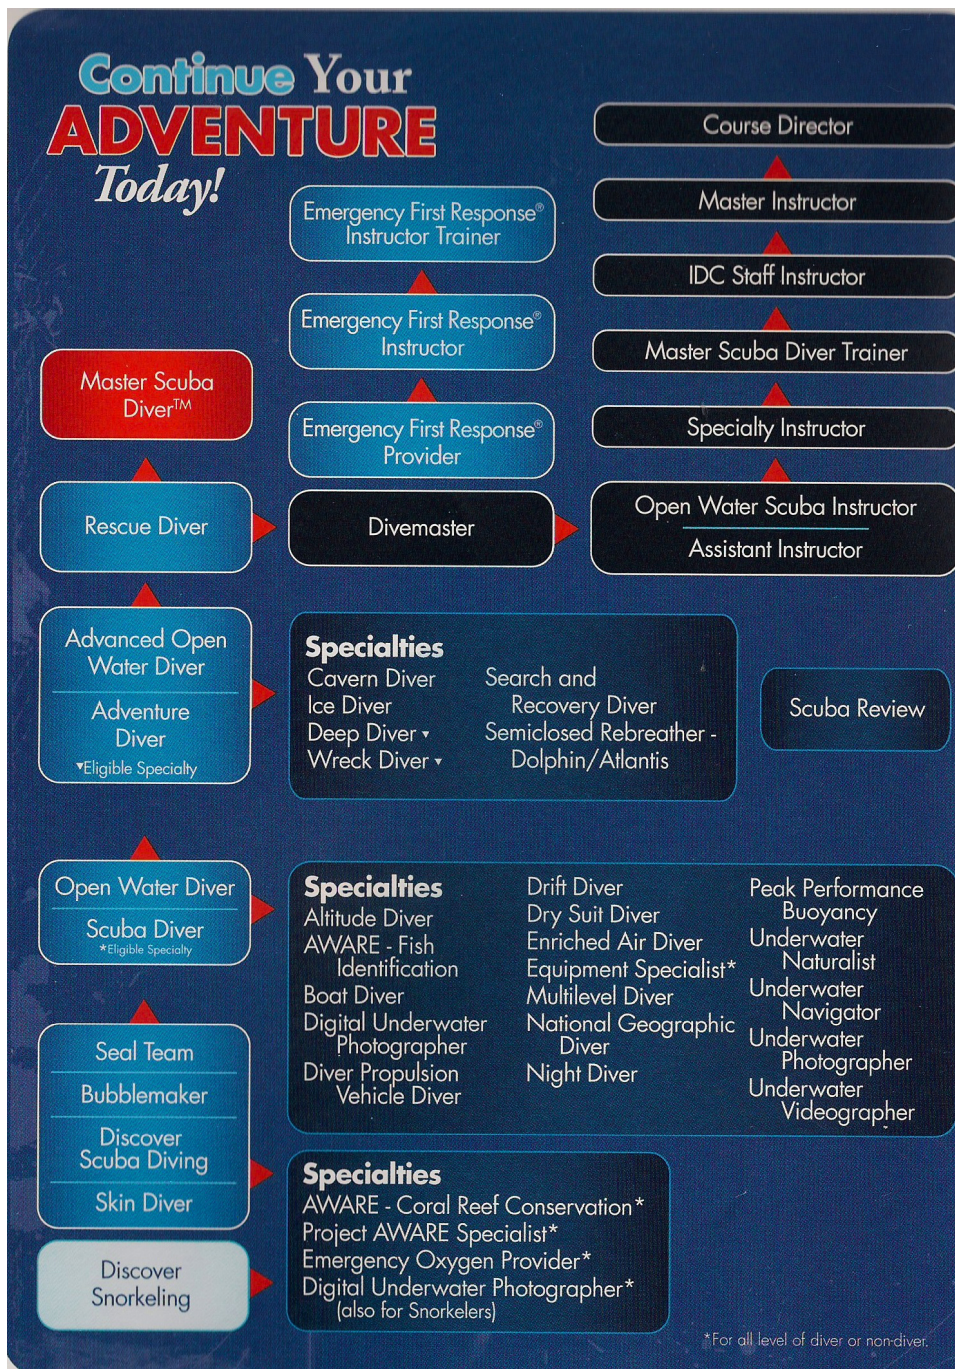 Continue Your
ADVENTURE
Today!
Course Director
Master Instructor
IDC Staff Instructor
Master Scuba Diver Trainer
Specialty Instructor
Open Water Scuba Instructor
Assistant Instructor
Emergency First Response®
Instructor Trainer
Emergency First Response®
Instructor
Emergency First Response®
Provider
Divemaster
Master Scuba
Diver™
Rescue Diver
Advanced Open
Water Diver
Adventure
Diver
▾Eligible Specialty
Specialties
Cavern Diver
Ice Diver
Deep Diver ▾
Wreck Diver ▾
Search and
Recovery Diver
Semiclosed Rebreather -
Dolphin/Atlantis
Scuba Review
Open Water Diver
Scuba Diver
*Eligible Specialty
Specialties
Altitude Diver
AWARE - Fish
Identification
Boat Diver
Digital Underwater
Photographer
Diver Propulsion
Vehicle Diver
Drift Diver
Dry Suit Diver
Enriched Air Diver
Equipment Specialist*
Multilevel Diver
National Geographic
Diver
Night Diver
Peak Performance
Buoyancy
Underwater
Naturalist
Underwater
Navigator
Underwater
Photographer
Underwater
Videographer
Seal Team
Bubblemaker
Discover
Scuba Diving
Skin Diver
Discover
Snorkeling
Specialties
AWARE - Coral Reef Conservation*
Project AWARE Specialist*
Emergency Oxygen Provider*
Digital Underwater Photographer*
(also for Snorkelers)
*For all level of diver or non-diver.